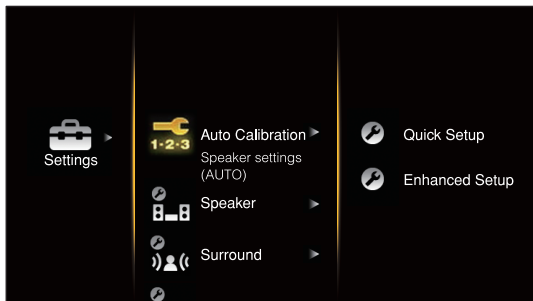 Settings
1·2·3
Auto Calibration
Speaker settings
(AUTO)
Speaker
Surround
Quick Setup
Enhanced Setup